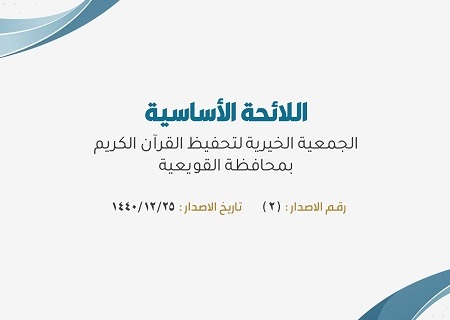 اللائحة الأساسية
الجمعية الخيرية لتحفيظ القرآن الكريم
بمحافظة القويعية
رقم الاصدار : ( ٢ ) تاريخ الاصدار : ١٤٤٠/١٢/٢٥